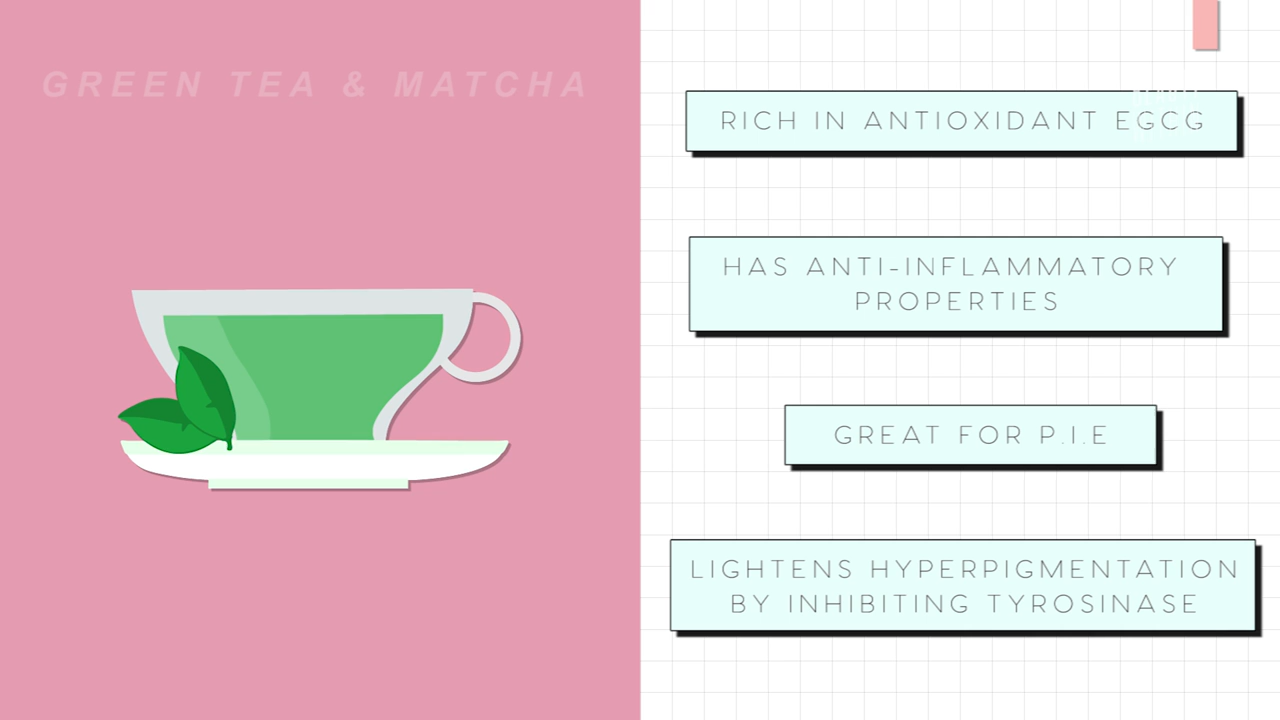 GREEN TEA & MATCHA
RICH IN ANTIOXIDANT EGCG
HAS ANTI-INFLAMMATORY
PROPERTIES
GREAT FOR P.I.E
LIGHTENS HYPERPIGMENTATION
BY INHIBITING TYROSINASE